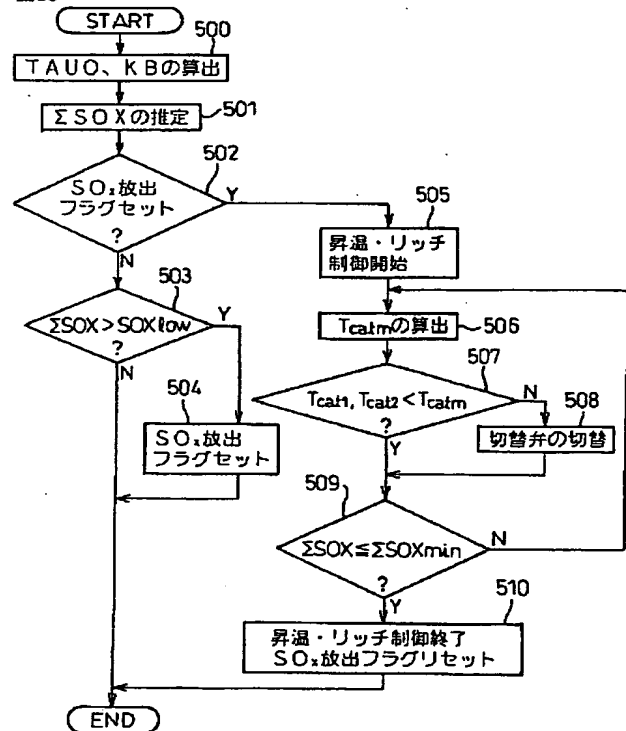 START
500
TAUO、KBの算出
501
ΣSOXの推定
502
SOx放出
フラグセット
?
Y
N
503
ΣSOX>SOXlow
?
Y
N
504
SOx放出
フラグセット
505
昇温・リッチ
制御開始
Tcatmの算出
506
507
Tcat1, Tcat2<Tcatm
?
N
Y
508
切替弁の切替
509
ΣSOX≦ΣSOXmin
?
N
Y
510
昇温・リッチ制御終了
SOx放出フラグリセット
END